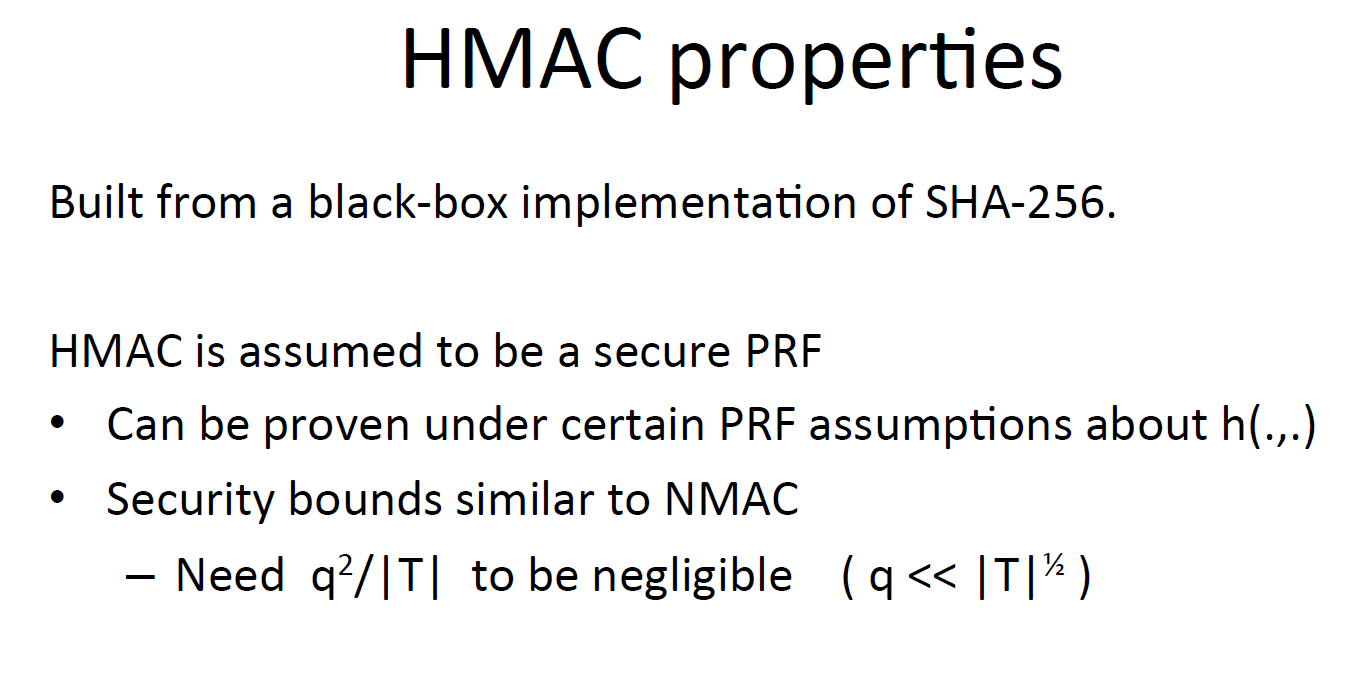 HMAC properties
Built from a black-box implementation of SHA-256.
HMAC is assumed to be a secure PRF
• Can be proven under certain PRF assumptions about h(.,.)
• Security bounds similar to NMAC
– Need q²/|T| to be negligible ( q << |T|^½ )